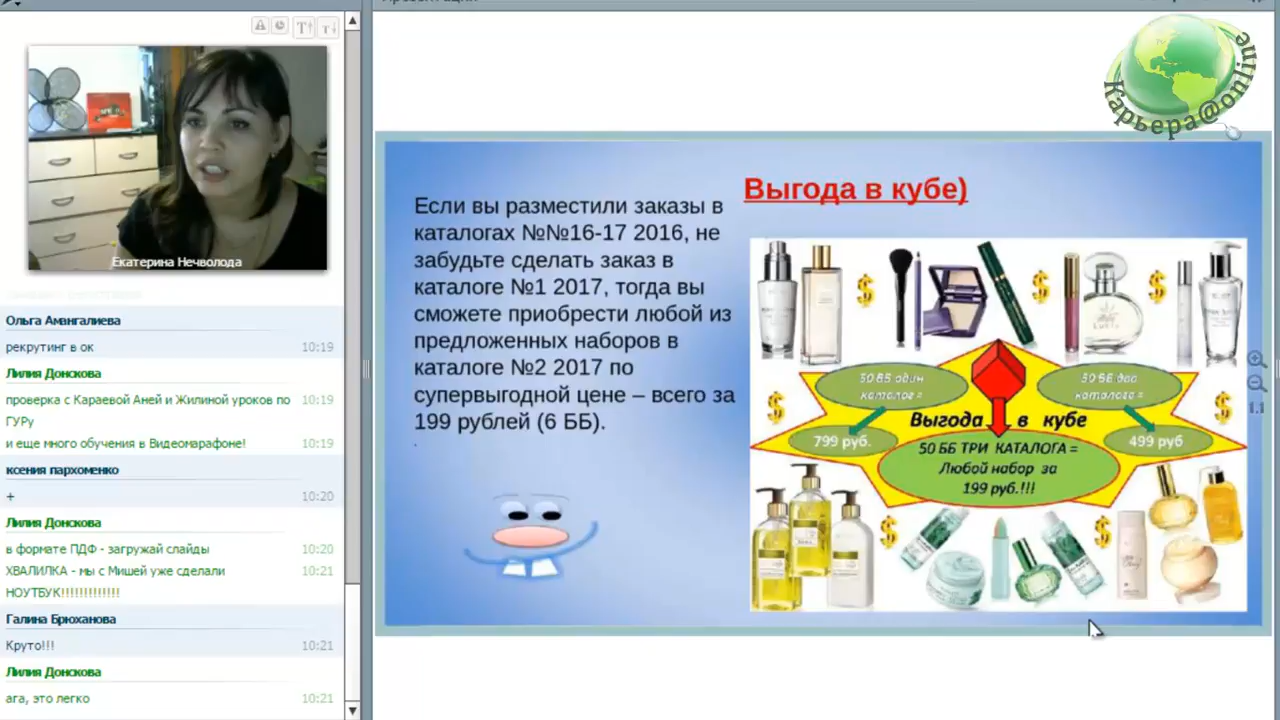 Екатерина Нечволода
Ольга Амангалиева
рекрутинг в ок 10:19
Лилия Донскова
проверка с Караевой Аней и Жилиной уроков по 10:19
ГУРу
и еще много обучения в Видеомарафоне! 10:19
ксения пархоменко
+ 10:20
Лилия Донскова
в формате ПДФ - загружай слайды 10:20
ХВАЛИЛКА - мы с Мишей уже сделали 10:21
НОУТБУК!!!!!!!!!!!!!
Галина Брюханова
Круто!!! 10:21
Лилия Донскова
ага, это легко 10:21
Карьера@online
Выгода в кубе)
Если вы разместили заказы в
каталогах №№16-17 2016, не
забудьте сделать заказ в
каталоге №1 2017, тогда вы
сможете приобрести любой из
предложенных наборов в
каталоге №2 2017 по
супервыгодной цене – всего за
199 рублей (6 ББ).
50 ББ один
каталог =
50 ББ два
каталога =
Выгода в кубе
799 руб.
499 руб
50 ББ ТРИ КАТАЛОГА =
Любой набор за
199 руб.!!!
1:1